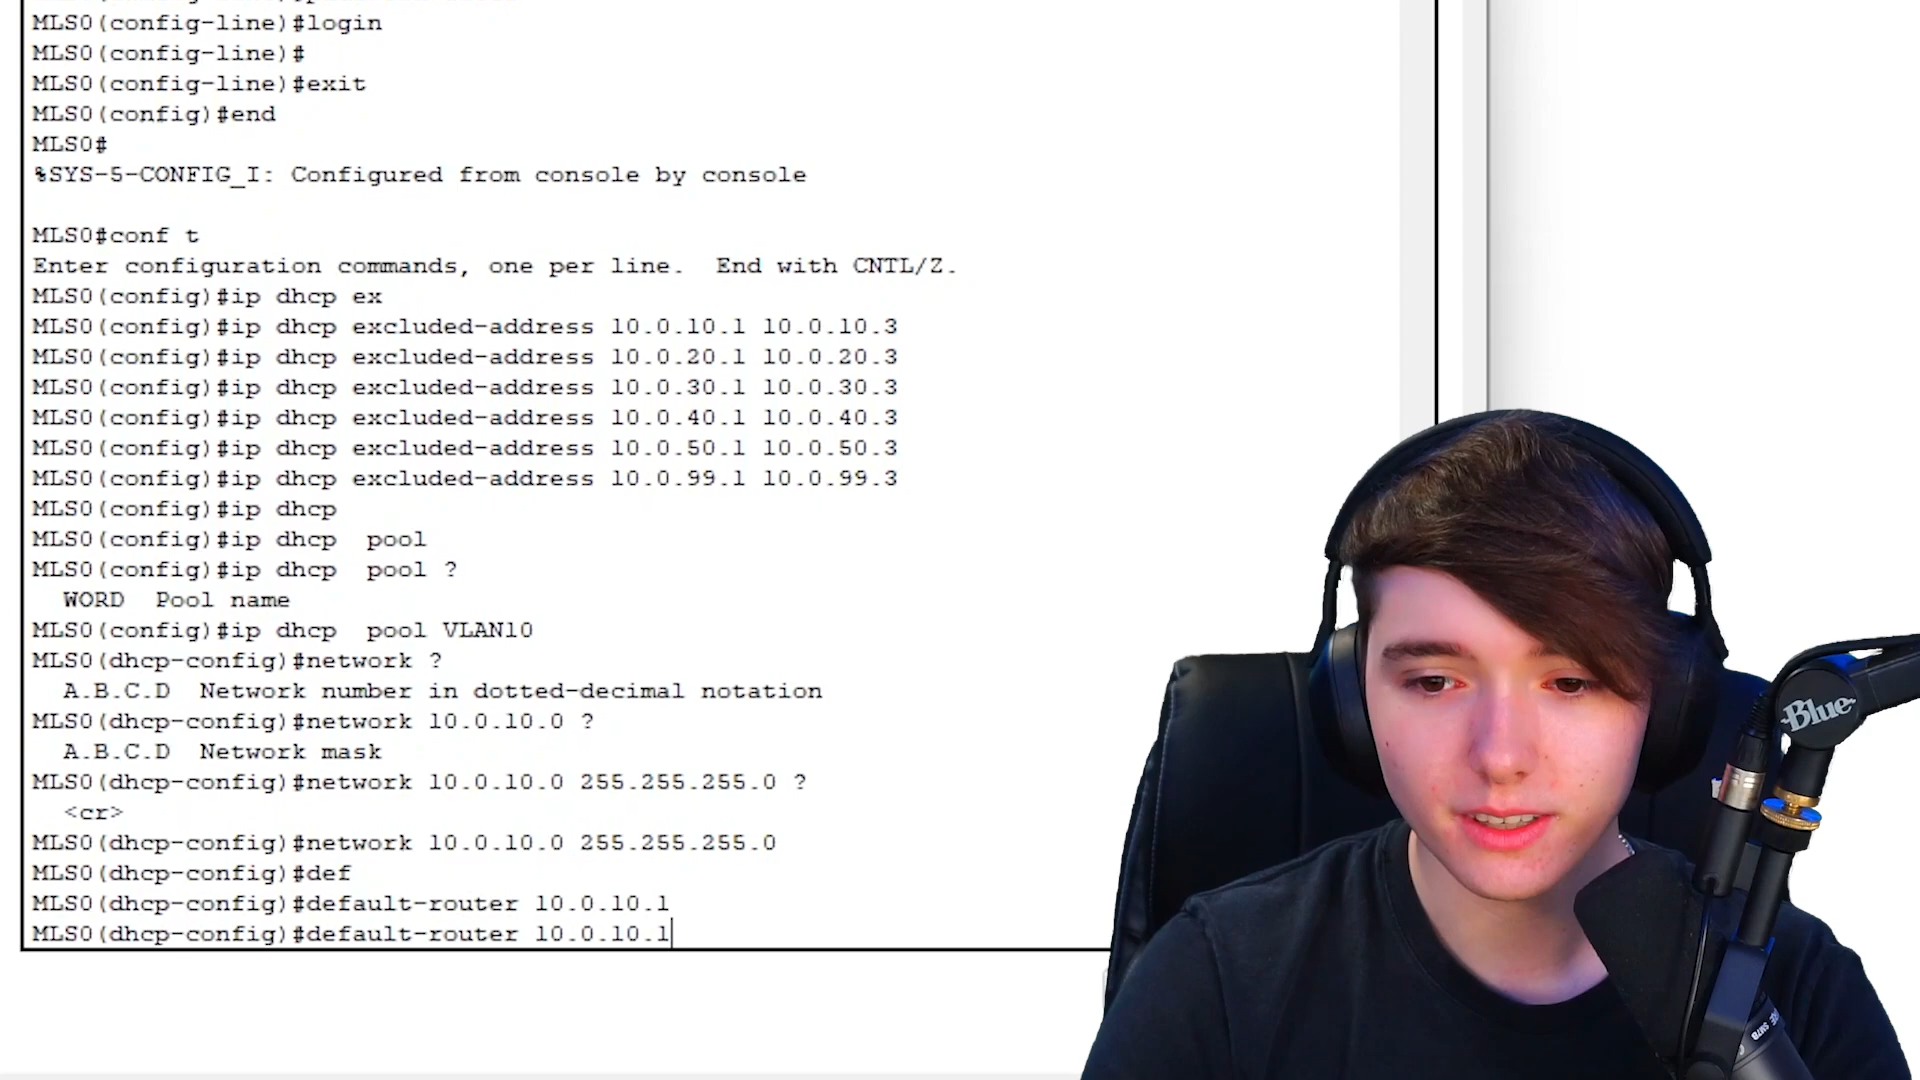 MLS0(config-line)#login
MLS0(config-line)#
MLS0(config-line)#exit
MLS0(config)#end
MLS0#
%SYS-5-CONFIG_I: Configured from console by console
MLS0#conf t
Enter configuration commands, one per line.  End with CNTL/Z.
MLS0(config)#ip dhcp ex
MLS0(config)#ip dhcp excluded-address 10.0.10.1 10.0.10.3
MLS0(config)#ip dhcp excluded-address 10.0.20.1 10.0.20.3
MLS0(config)#ip dhcp excluded-address 10.0.30.1 10.0.30.3
MLS0(config)#ip dhcp excluded-address 10.0.40.1 10.0.40.3
MLS0(config)#ip dhcp excluded-address 10.0.50.1 10.0.50.3
MLS0(config)#ip dhcp excluded-address 10.0.99.1 10.0.99.3
MLS0(config)#ip dhcp
MLS0(config)#ip dhcp  pool
MLS0(config)#ip dhcp  pool ?
  WORD  Pool name
MLS0(config)#ip dhcp  pool VLAN10
MLS0(dhcp-config)#network ?
  A.B.C.D  Network number in dotted-decimal notation
MLS0(dhcp-config)#network 10.0.10.0 ?
  A.B.C.D  Network mask
MLS0(dhcp-config)#network 10.0.10.0 255.255.255.0 ?
  <cr>
MLS0(dhcp-config)#network 10.0.10.0 255.255.255.0
MLS0(dhcp-config)#def
MLS0(dhcp-config)#default-router 10.0.10.1
MLS0(dhcp-config)#default-router 10.0.10.1
Blue
SM7B